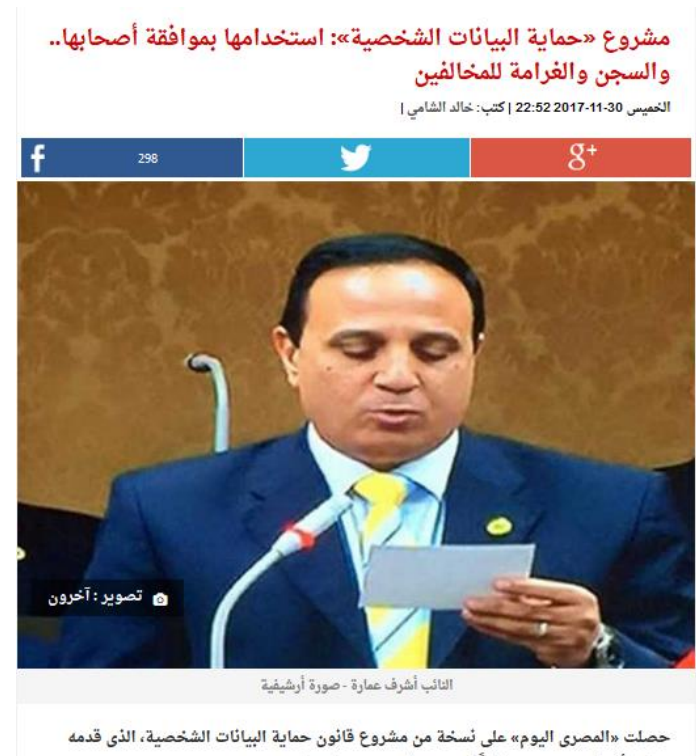 مشروع «حماية البيانات الشخصية»: استخدامها بموافقة أصحابها..
والسجن والغرامة للمخالفين
الخميس 30-11-2017 22:52 | كتب: خالد الشامي |
f 298 g+
تصوير : آخرون
النائب أشرف عمارة - صورة أرشيفية
حصلت «المصرى اليوم» على نسخة من مشروع قانون حماية البيانات الشخصية، الذى قدمه